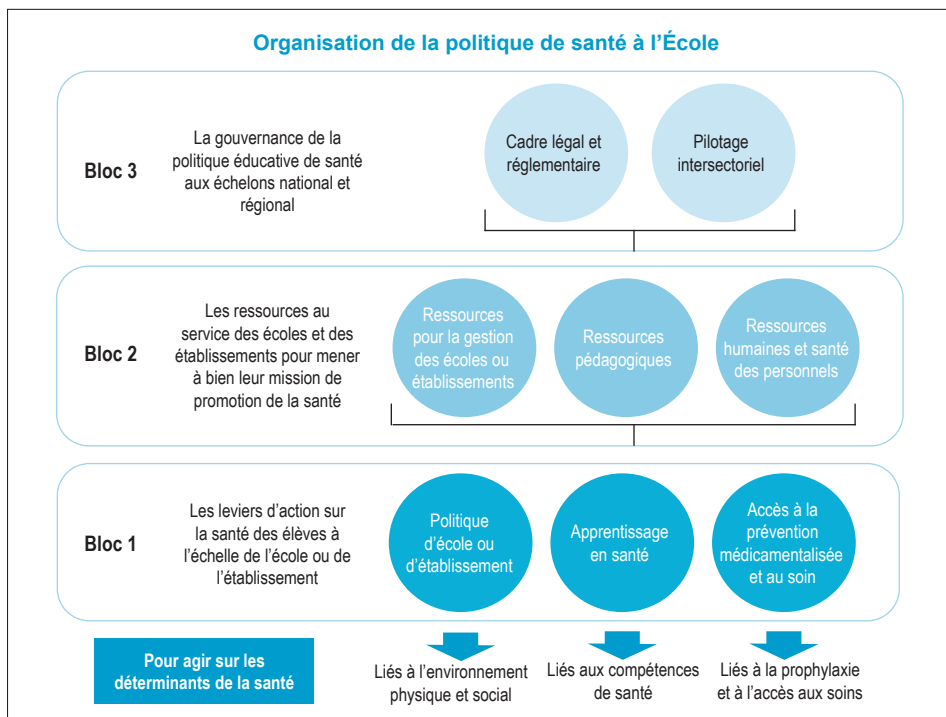 Organisation de la politique de santé à l’École
Bloc 3
La gouvernance de la
politique éducative de santé
aux échelons national et
régional
Cadre légal et
réglementaire
Pilotage
intersectoriel
Bloc 2
Les ressources au
service des écoles et des
établissements pour mener
à bien leur mission de
promotion de la santé
Ressources
pour la gestion
des écoles ou
établissements
Ressources
pédagogiques
Ressources
humaines et santé
des personnels
Bloc 1
Les leviers d’action sur
la santé des élèves à
l’échelle de l’école ou de
l’établissement
Politique
d’école ou
d’établissement
Apprentissage
en santé
Accès à la
prévention
médicamentalisée
et au soin
Pour agir sur les
déterminants de la santé
Liés à l’environnement
physique et social
Liés aux compétences
de santé
Liés à la prophylaxie
et à l’accès aux soins